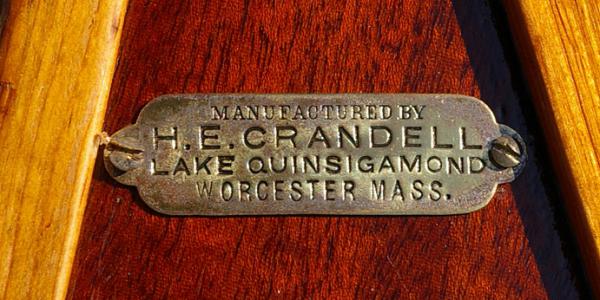 MANUFACTURED BY
H.E. CRANDELL
LAKE QUINSIGAMOND
WORCESTER MASS.